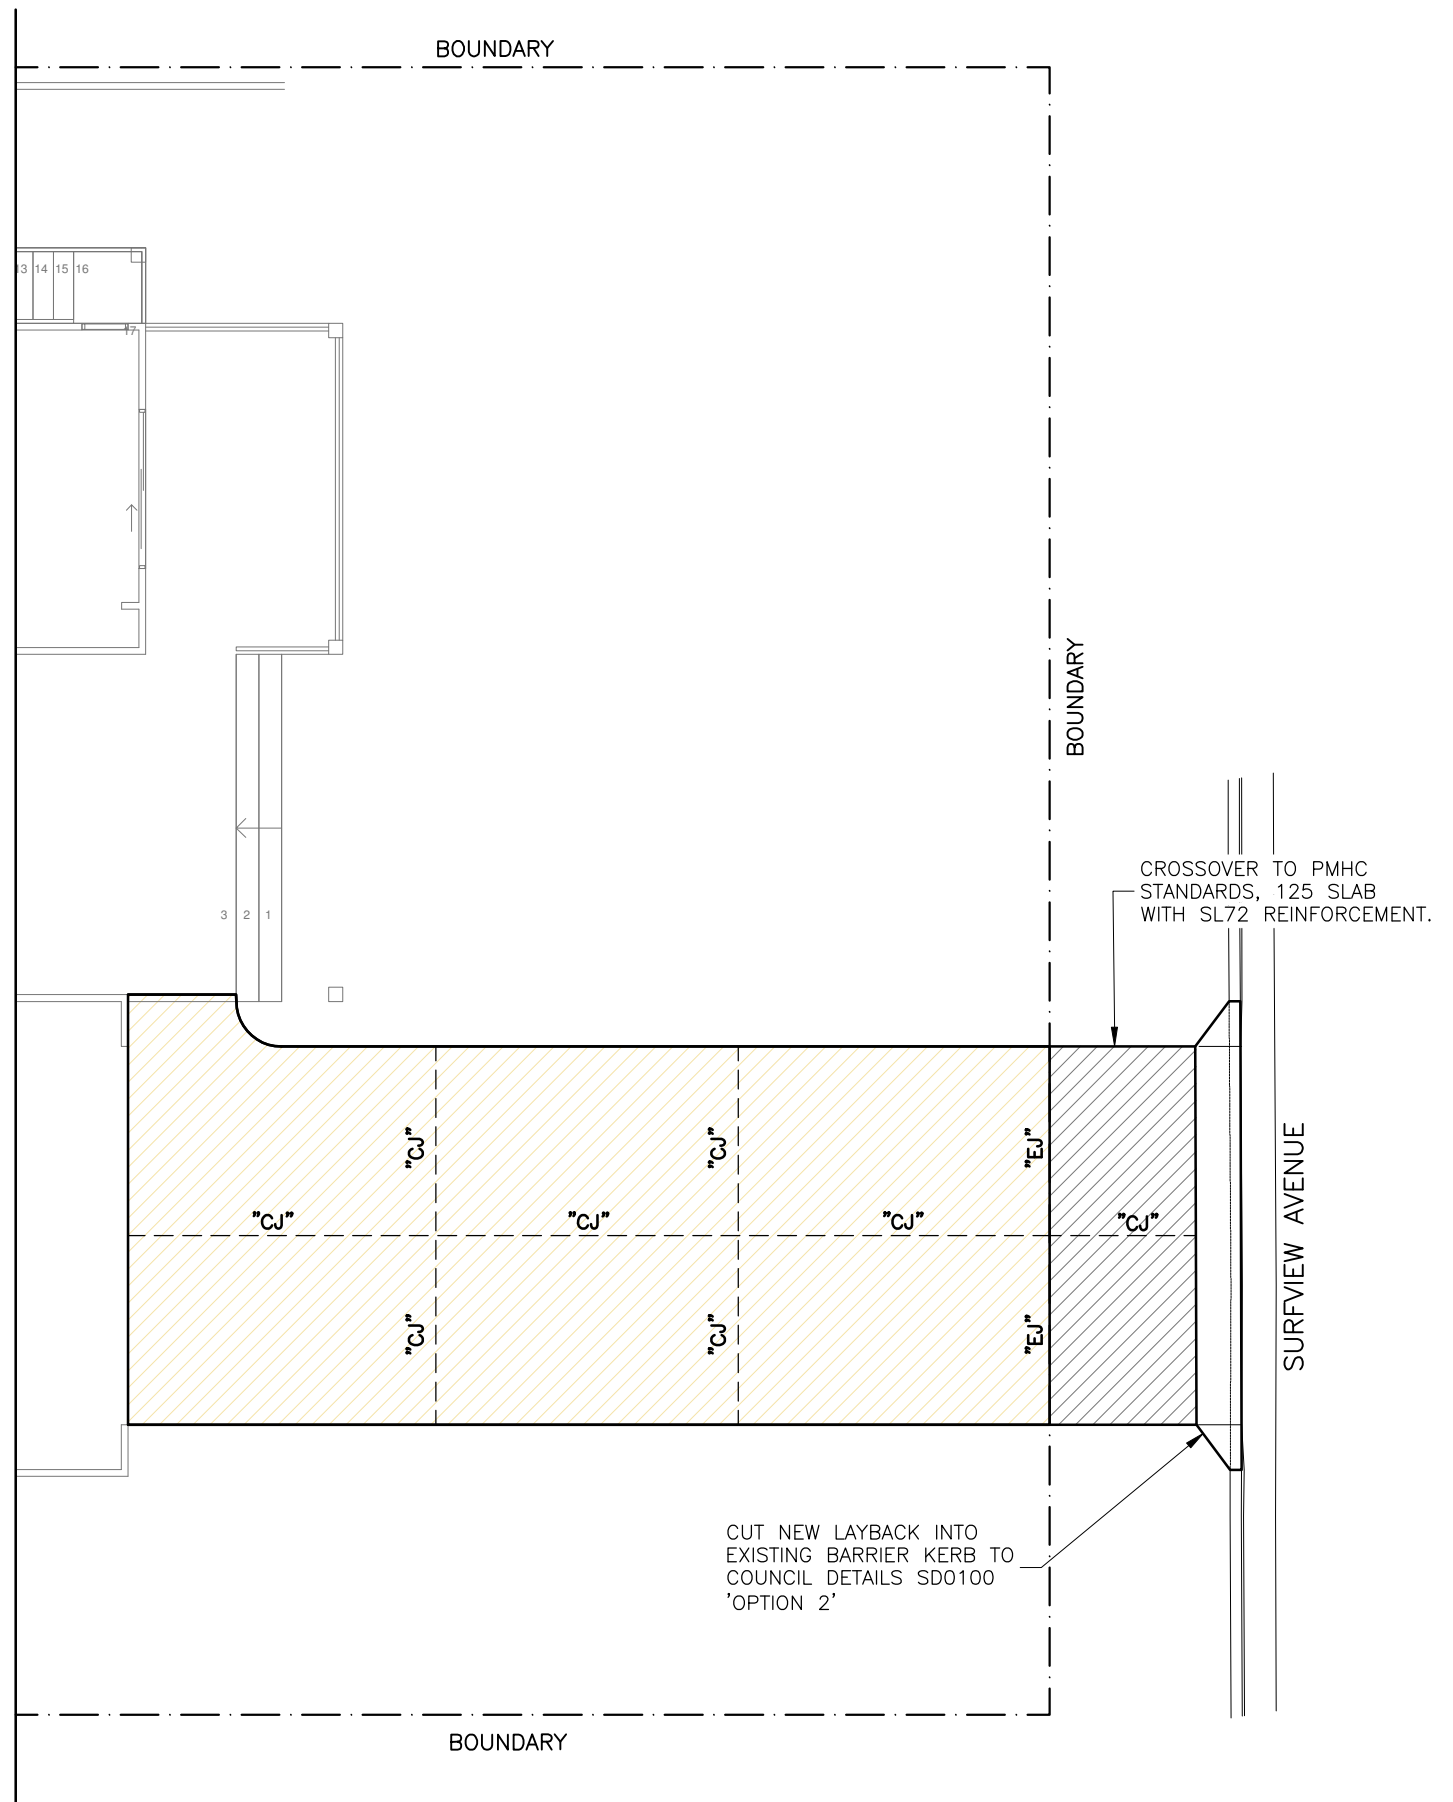 BOUNDARY
13 14 15 16
17
BOUNDARY
CROSSOVER TO PMHC
STANDARDS, 125 SLAB
WITH SL72 REINFORCEMENT.
3 2 1
"CJ"
"CJ"
"EJ"
"CJ"
"CJ"
"CJ"
"CJ"
"CJ"
"CJ"
"EJ"
SURFVIEW AVENUE
CUT NEW LAYBACK INTO
EXISTING BARRIER KERB TO
COUNCIL DETAILS SD0100
'OPTION 2'
BOUNDARY